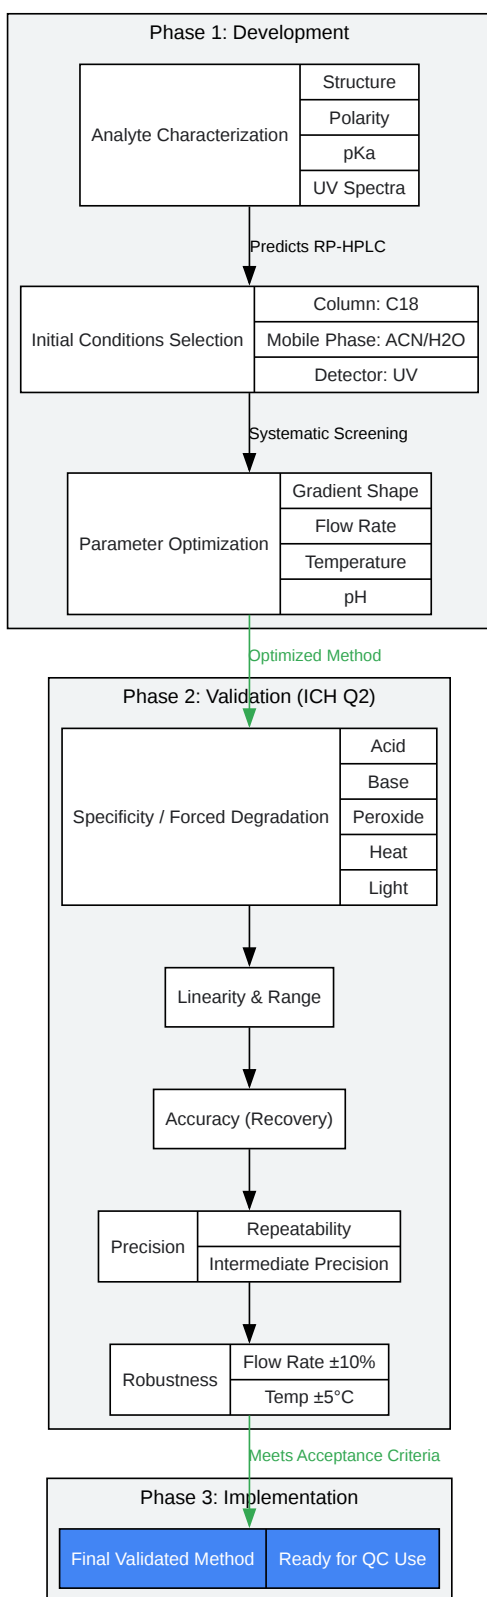 Phase 1: Development
Analyte Characterization
Structure
Polarity
pKa
UV Spectra
Predicts RP-HPLC
Initial Conditions Selection
Column: C18
Mobile Phase: ACN/H2O
Detector: UV
Systematic Screening
Parameter Optimization
Gradient Shape
Flow Rate
Temperature
pH
Optimized Method
Phase 2: Validation (ICH Q2)
Specificity / Forced Degradation
Acid
Base
Peroxide
Heat
Light
Linearity & Range
Accuracy (Recovery)
Precision
Repeatability
Intermediate Precision
Robustness
Flow Rate ±10%
Temp ±5°C
Meets Acceptance Criteria
Phase 3: Implementation
Final Validated Method
Ready for QC Use